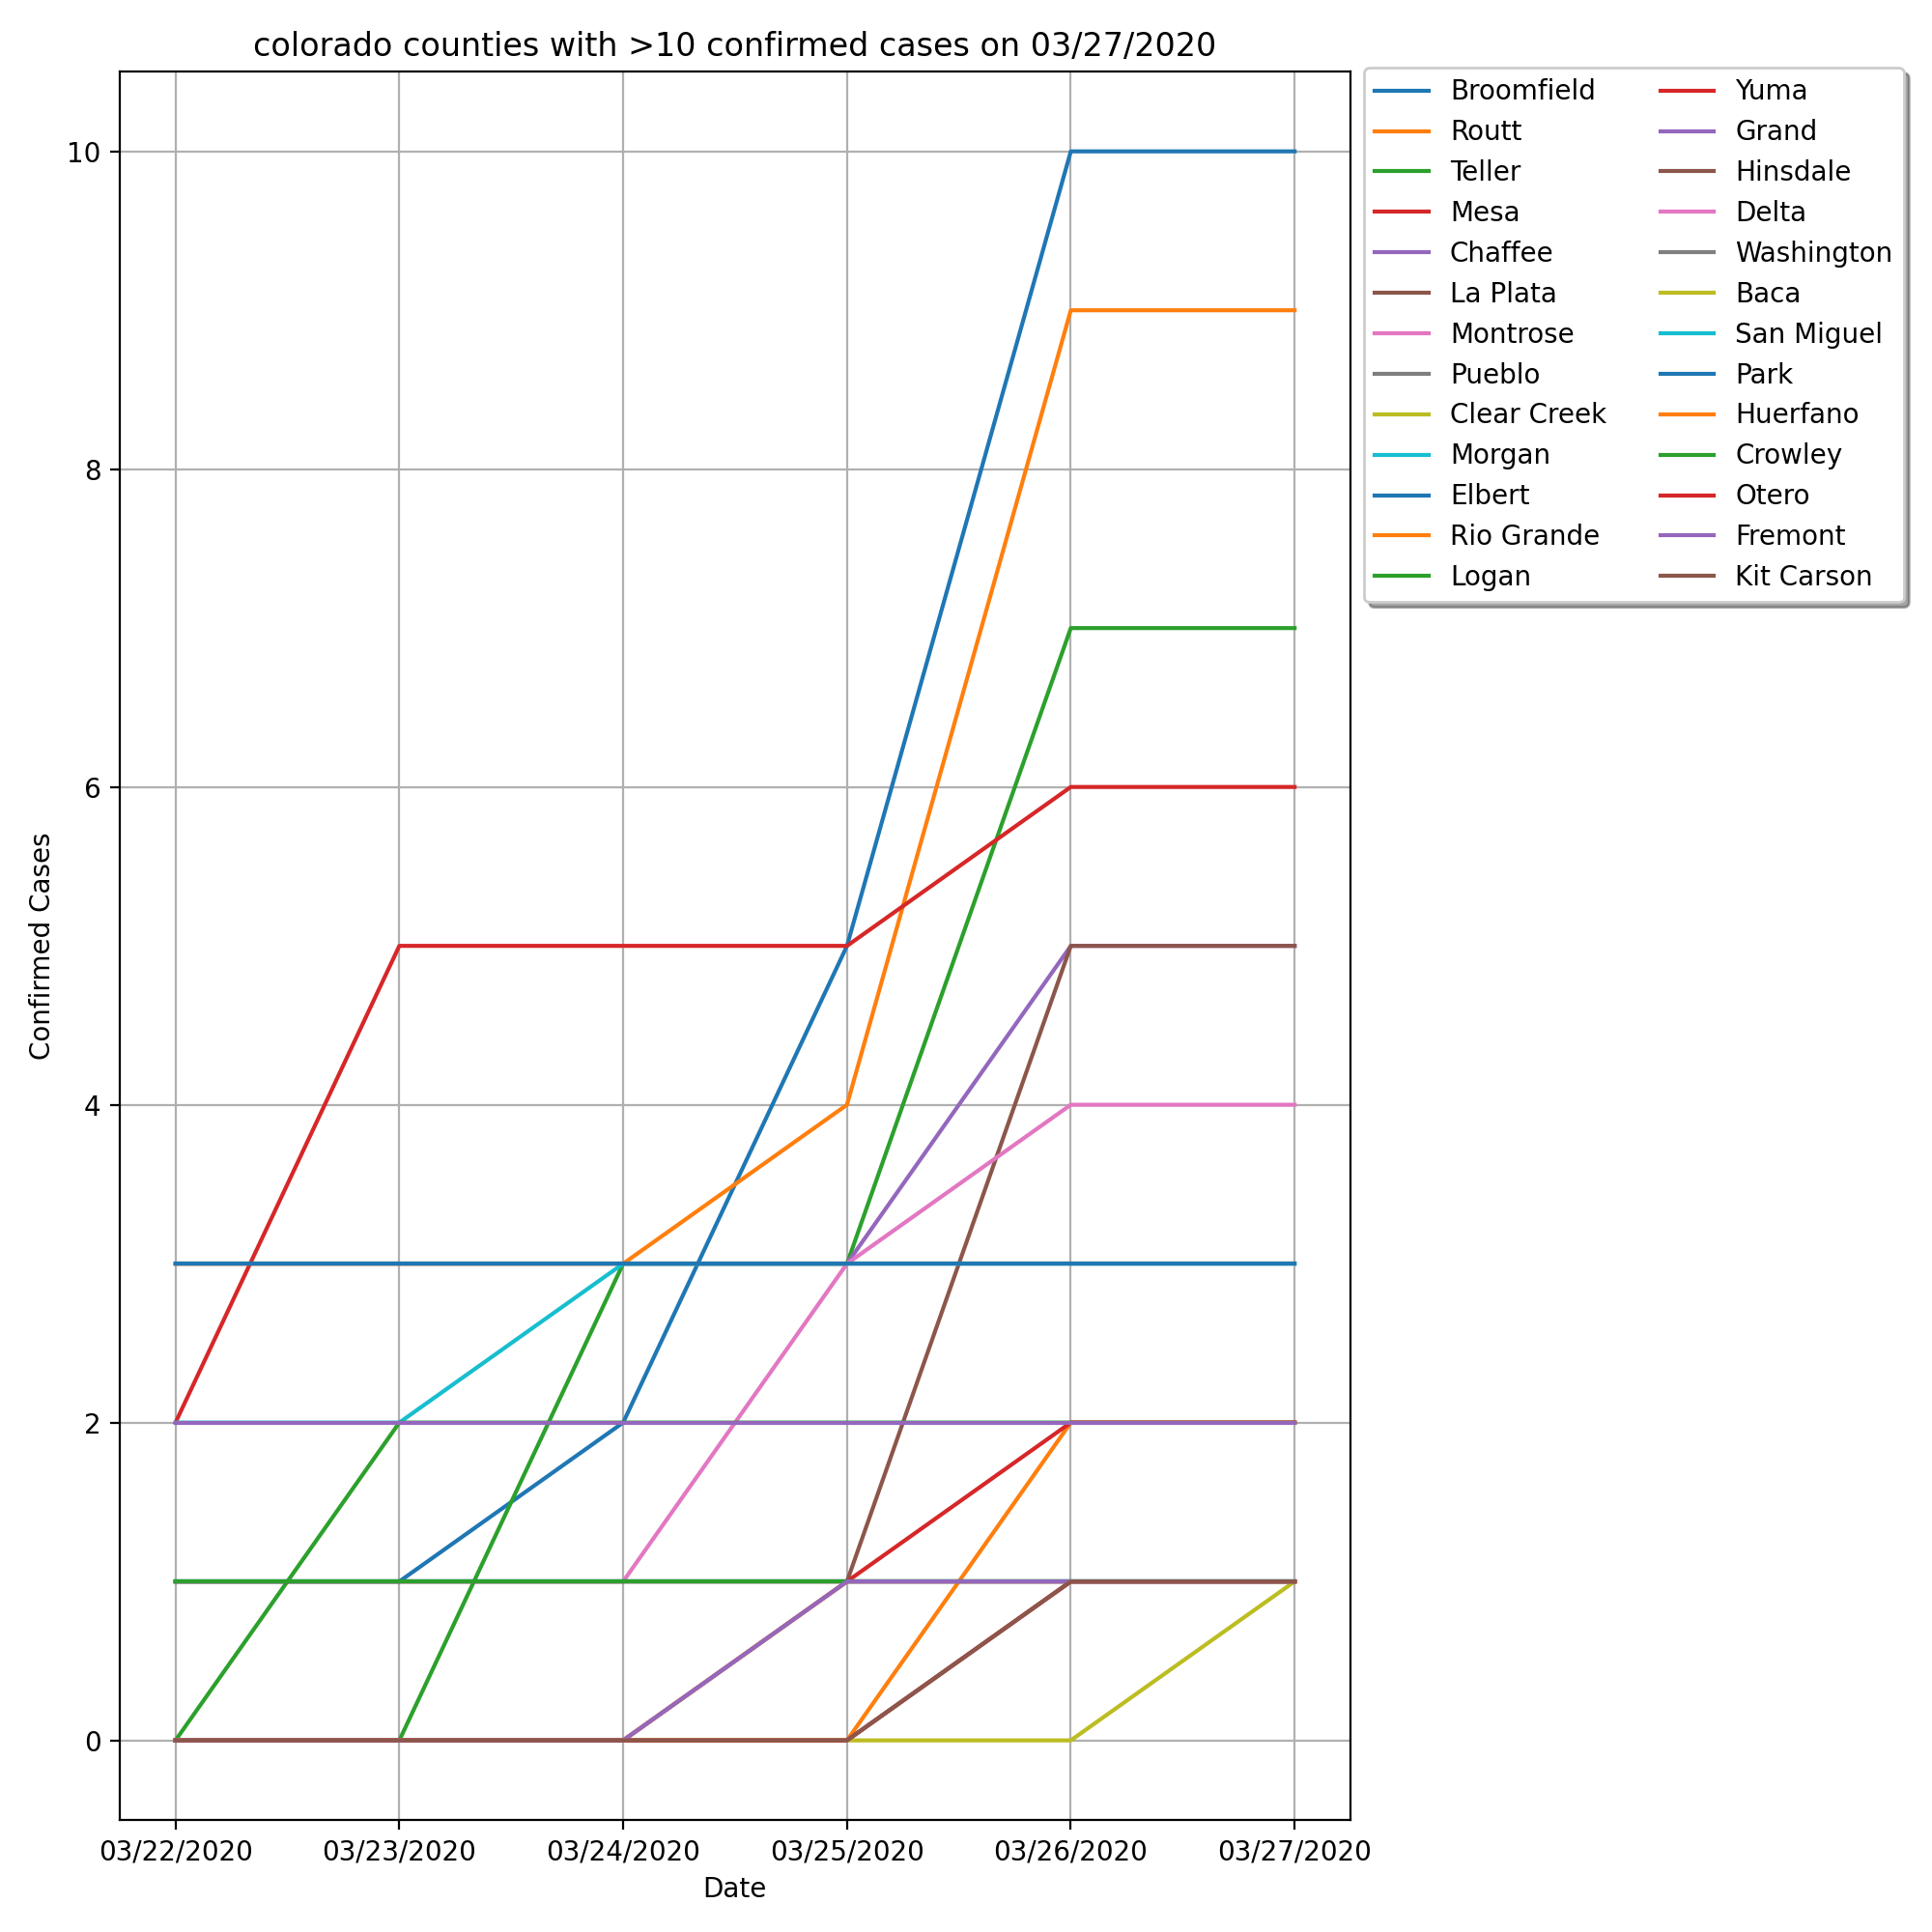 colorado counties with >10 confirmed cases on 03/27/2020
Confirmed Cases
10
8
6
4
2
0
03/22/2020 03/23/2020 03/24/2020 03/25/2020 03/26/2020 03/27/2020
Date
Broomfield
Routt
Teller
Mesa
Chaffee
La Plata
Montrose
Pueblo
Clear Creek
Morgan
Elbert
Rio Grande
Logan
Yuma
Grand
Hinsdale
Delta
Washington
Baca
San Miguel
Park
Huerfano
Crowley
Otero
Fremont
Kit Carson